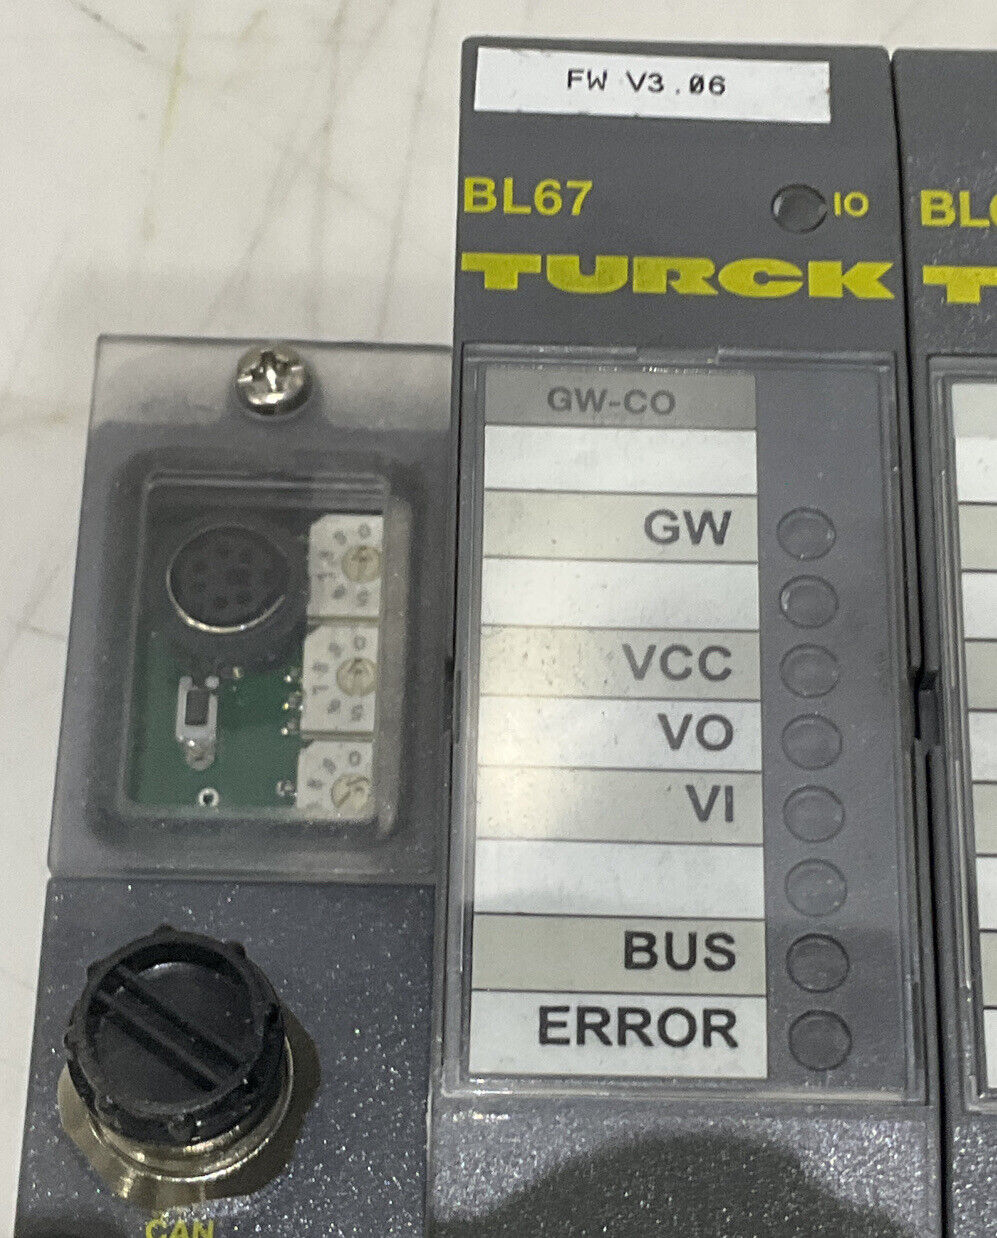 FW V3.06
BL67
IO
TURCK
GW-CO
GW
VCC
VO
VI
BUS
ERROR
CAN